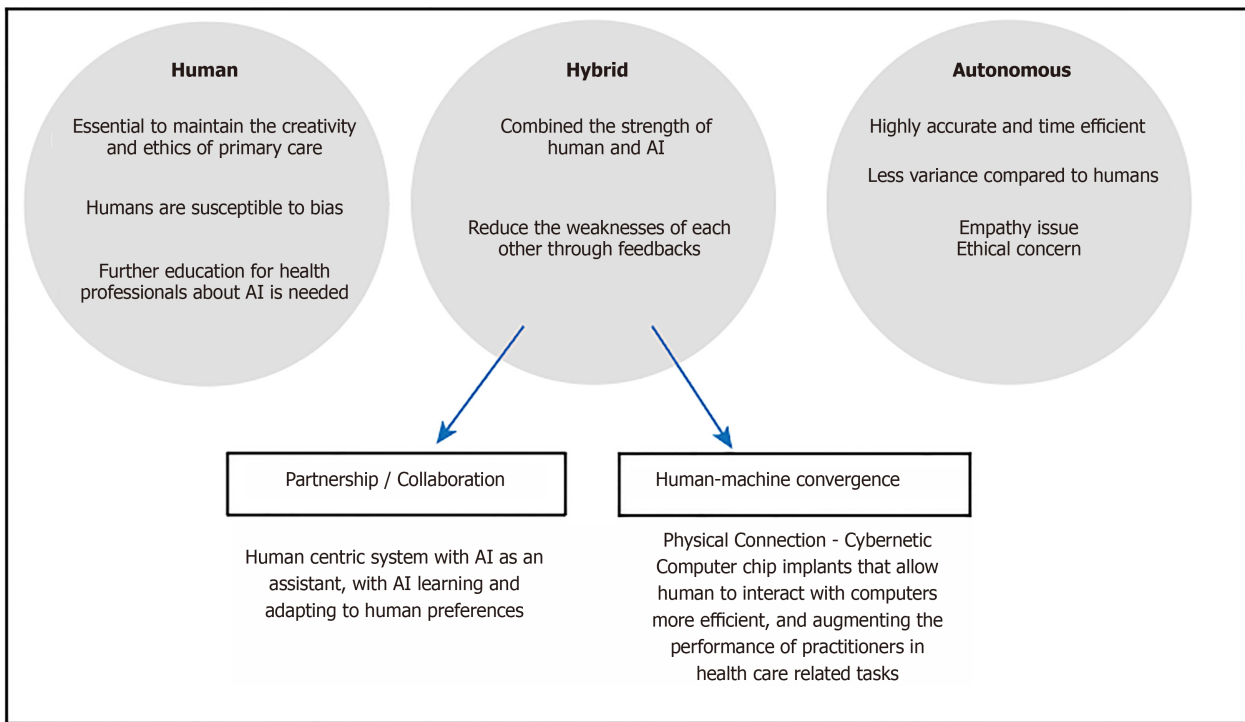 Human
Essential to maintain the creativity
and ethics of primary care
Humans are susceptible to bias
Further education for health
professionals about AI is needed
Hybrid
Combined the strength of
human and AI
Reduce the weaknesses of each
other through feedbacks
Autonomous
Highly accurate and time efficient
Less variance compared to humans
Empathy issue
Ethical concern
Partnership / Collaboration
Human centric system with AI as an
assistant, with AI learning and
adapting to human preferences
Human-machine convergence
Physical Connection - Cybernetic
Computer chip implants that allow
human to interact with computers
more efficient, and augmenting the
performance of practitioners in
health care related tasks